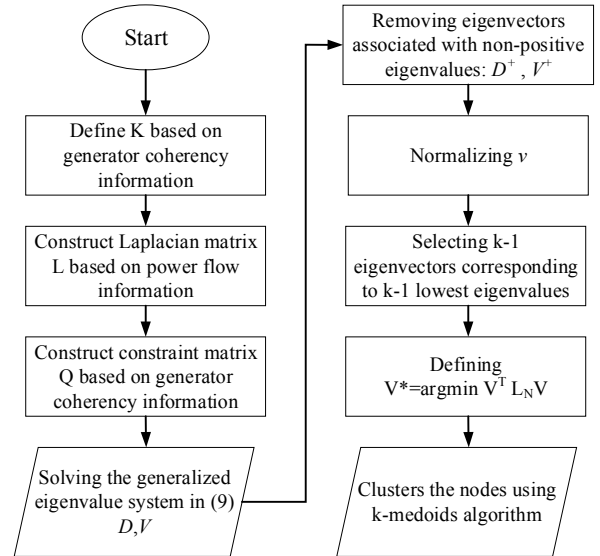 Start
Define K based on
generator coherency
information
Construct Laplacian matrix
L based on power flow
information
Construct constraint matrix
Q based on generator
coherency information
Solving the generalized
eigenvalue system in (9)
D,V
Removing eigenvectors
associated with non-positive
eigenvalues: D⁺ , V⁺
Normalizing v
Selecting k-1
eigenvectors corresponding
to k-1 lowest eigenvalues
Defining
V*=argmin Vᵀ L_NV
Clusters the nodes using
k-medoids algorithm